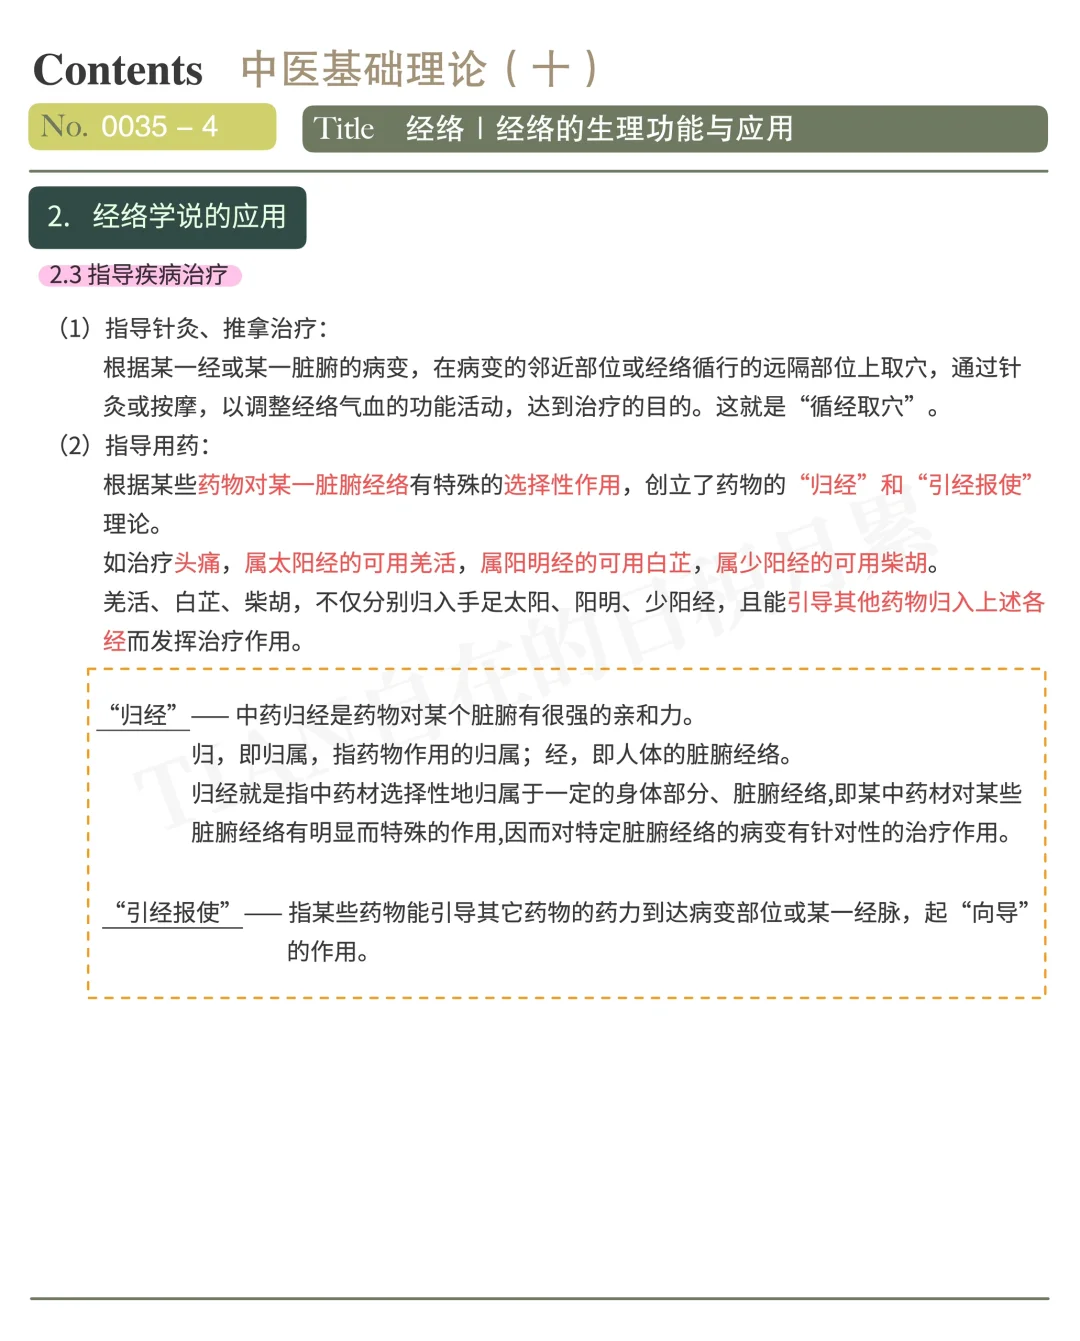 Contents 中医基础理论（十）
No. 0035 – 4 Title 经络 | 经络的生理功能与应用
2. 经络学说的应用
2.3 指导疾病治疗
（1）指导针灸、推拿治疗：
根据某一经或某一脏腑的病变，在病变的邻近部位或经络循行的远隔部位上取穴，通过针
灸或按摩，以调整经络气血的功能活动，达到治疗的目的。这就是“循经取穴”。
（2）指导用药：
根据某些药物对某一脏腑经络有特殊的选择性作用，创立了药物的“归经”和“引经报使”
理论。
如治疗头痛，属太阳经的可用羌活，属阳明经的可用白芷，属少阳经的可用柴胡。
羌活、白芷、柴胡，不仅分别归入手足太阳、阳明、少阳经，且能引导其他药物归入上述各
经而发挥治疗作用。
“归经”—— 中药归经是药物对某个脏腑有很强的亲和力。
归，即归属，指药物作用的归属；经，即人体的脏腑经络。
归经就是指中药材选择性地归属于一定的身体部分、脏腑经络,即某中药材对某些
脏腑经络有明显而特殊的作用,因而对特定脏腑经络的病变有针对性的治疗作用。
“引经报使”—— 指某些药物能引导其它药物的药力到达病变部位或某一经脉，起“向导”
的作用。
TIAN自在的日积月累